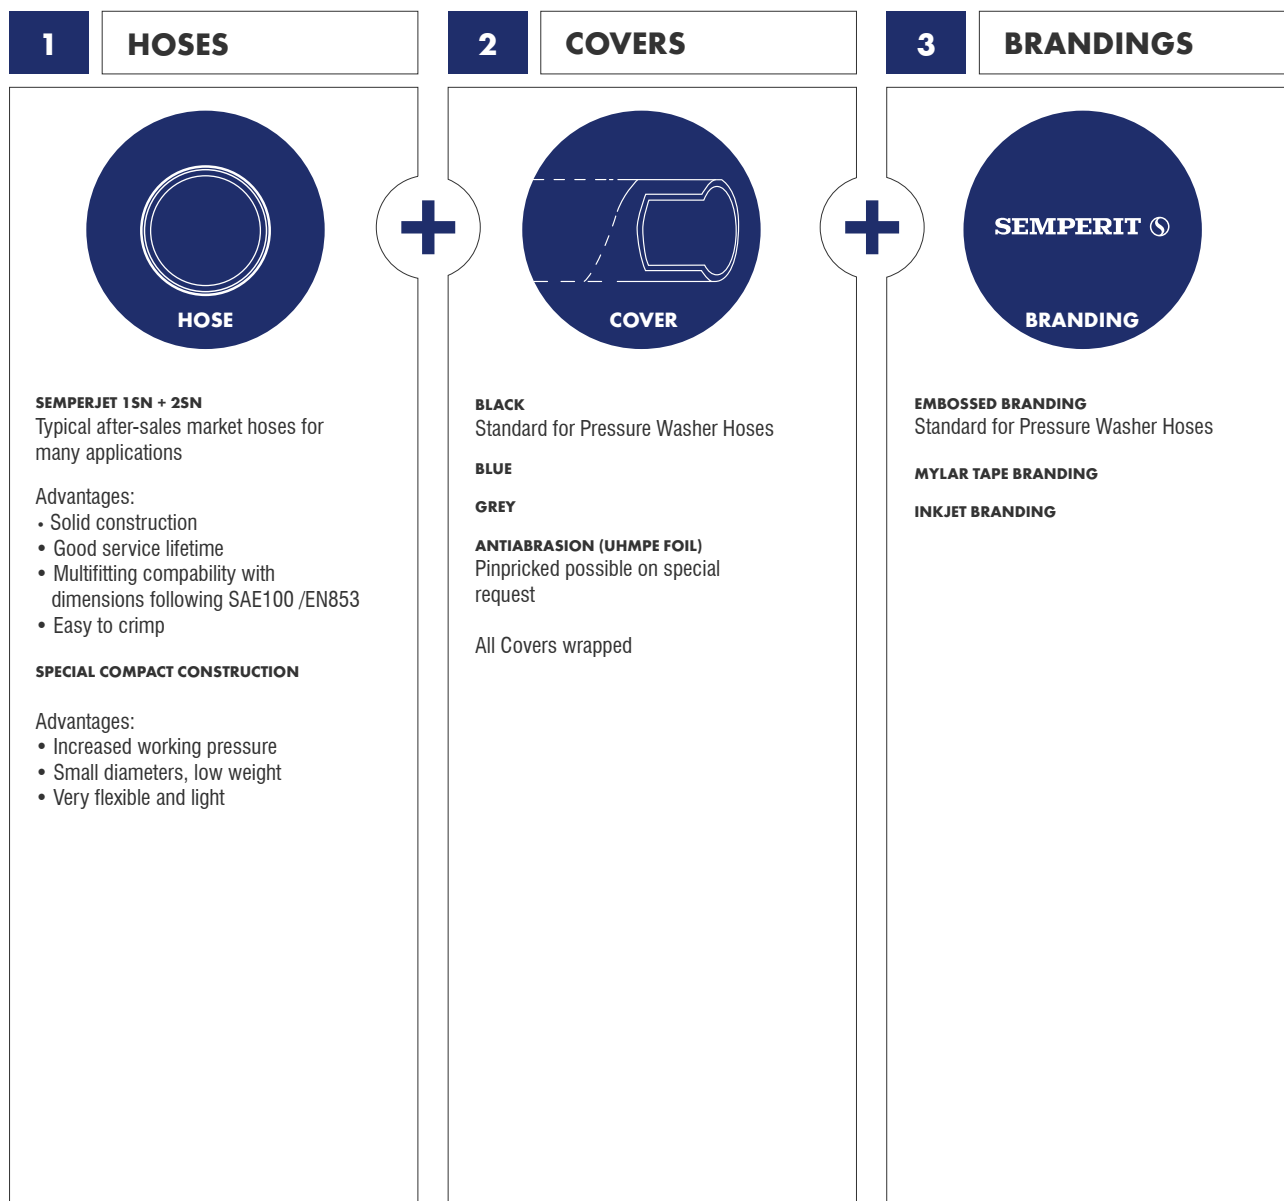 1 HOSES
HOSE
SEMPERJET 1SN + 2SN
Typical after-sales market hoses for
many applications
Advantages:
• Solid construction
• Good service lifetime
• Multifitting compability with
dimensions following SAE100 /EN853
• Easy to crimp
SPECIAL COMPACT CONSTRUCTION
Advantages:
• Increased working pressure
• Small diameters, low weight
• Very flexible and light
2 COVERS
COVER
BLACK
Standard for Pressure Washer Hoses
BLUE
GREY
ANTIABRASION (UHMPE FOIL)
Pinpricked possible on special
request
All Covers wrapped
3 BRANDINGS
SEMPERIT
BRANDING
EMBOSSED BRANDING
Standard for Pressure Washer Hoses
MYLAR TAPE BRANDING
INKJET BRANDING